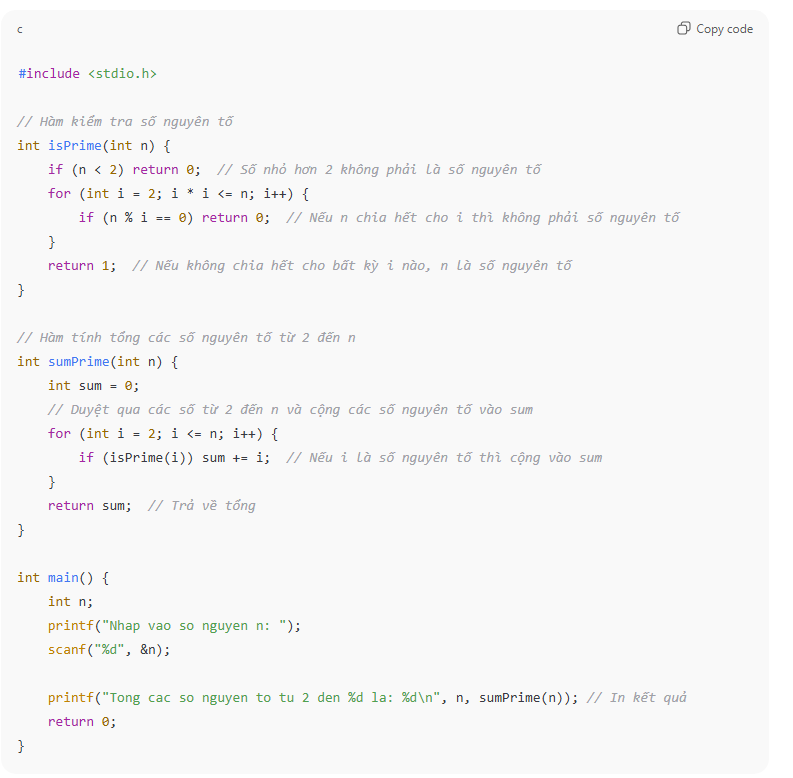 c
Copy code
#include <stdio.h>
// Hàm kiểm tra số nguyên tố
int isPrime(int n) {
    if (n < 2) return 0;  // Số nhỏ hơn 2 không phải là số nguyên tố
    for (int i = 2; i * i <= n; i++) {
        if (n % i == 0) return 0;  // Nếu n chia hết cho i thì không phải số nguyên tố
    }
    return 1;  // Nếu không chia hết cho bất kỳ i nào, n là số nguyên tố
}
// Hàm tính tổng các số nguyên tố từ 2 đến n
int sumPrime(int n) {
    int sum = 0;
    // Duyệt qua các số từ 2 đến n và cộng các số nguyên tố vào sum
    for (int i = 2; i <= n; i++) {
        if (isPrime(i)) sum += i;  // Nếu i là số nguyên tố thì cộng vào sum
    }
    return sum;  // Trả về tổng
}
int main() {
    int n;
    printf("Nhap vao so nguyen n: ");
    scanf("%d", &n);
    printf("Tong cac so nguyen to tu 2 den %d la: %d\n", n, sumPrime(n)); // In kết quả
    return 0;
}